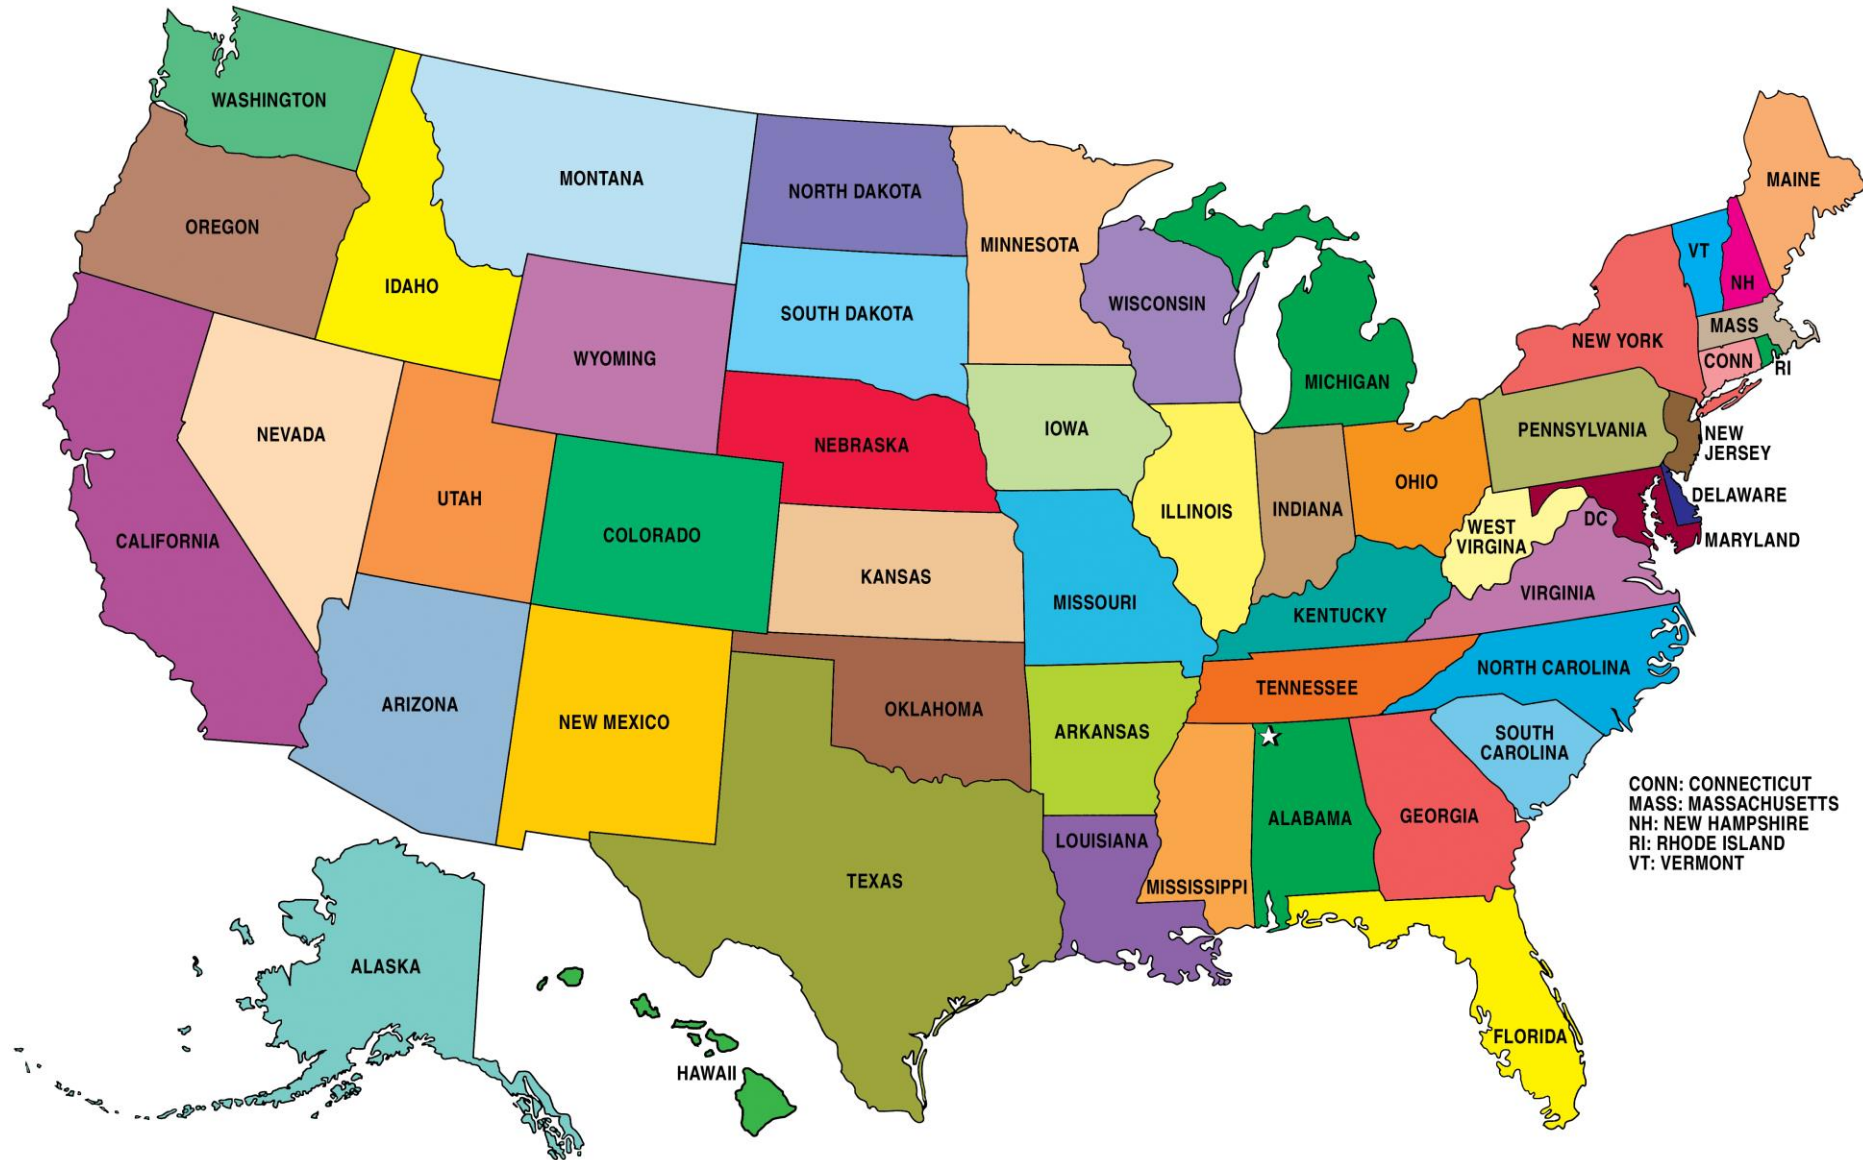 WASHINGTON
MONTANA
NORTH DAKOTA
MAINE
OREGON
MINNESOTA
VT
IDAHO
NH
WISCONSIN
SOUTH DAKOTA
MASS
NEW YORK
WYOMING
CONN
RI
MICHIGAN
NEVADA
IOWA
PENNSYLVANIA
NEW
JERSEY
NEBRASKA
UTAH
OHIO
DELAWARE
ILLINOIS
INDIANA
DC
WEST
VIRGINA
COLORADO
CALIFORNIA
MARYLAND
KANSAS
VIRGINIA
MISSOURI
KENTUCKY
NORTH CAROLINA
TENNESSEE
ARIZONA
OKLAHOMA
NEW MEXICO
ARKANSAS
SOUTH
CAROLINA
CONN: CONNECTICUT
MASS: MASSACHUSETTS
NH: NEW HAMPSHIRE
RI: RHODE ISLAND
VT: VERMONT
ALABAMA
GEORGIA
LOUISIANA
TEXAS
MISSISSIPPI
ALASKA
FLORIDA
HAWAII